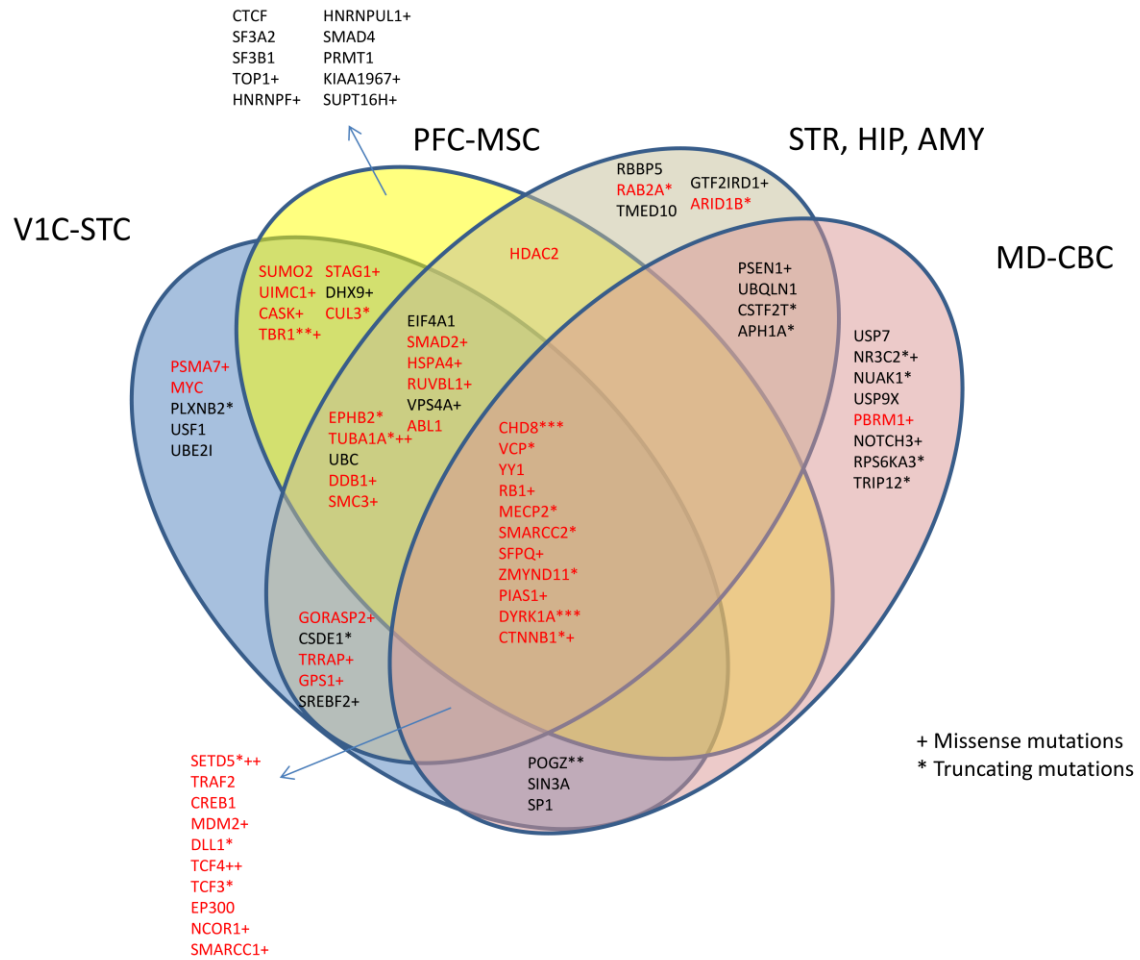 CTCF
SF3A2
SF3B1
TOP1+
HNRNPF+
HNRNPUL1+
SMAD4
PRMT1
KIAA1967+
SUPT16H+
PFC-MSC
STR, HIP, AMY
V1C-STC
MD-CBC
RBBP5
RAB2A*
TMED10
GTF2IRD1+
ARID1B*
HDAC2
SUMO2
UIMC1+
CASK+
TBR1**+
STAG1+
DHX9+
CUL3*
PSEN1+
UBQLN1
CSTF2T*
APH1A*
EIF4A1
SMAD2+
HSPA4+
RUVBL1+
VPS4A+
ABL1
USP7
NR3C2*+
NUAK1*
USP9X
PBRM1+
NOTCH3+
RPS6KA3*
TRIP12*
PSMA7+
MYC
PLXNB2*
USF1
UBE2I
EPHB2*
TUBA1A*++
UBC
DDB1+
SMC3+
CHD8***
VCP*
YY1
RB1+
MECP2*
SMARCC2*
SFPQ+
ZMYND11*
PIAS1+
DYRK1A***
CTNNB1*+
GORASP2+
CSDE1*
TRRAP+
GPS1+
SREBF2+
POGZ**
SIN3A
SP1
+ Missense mutations
* Truncating mutations
SETD5*++
TRAF2
CREB1
MDM2+
DLL1*
TCF4++
TCF3*
EP300
NCOR1+
SMARCC1+